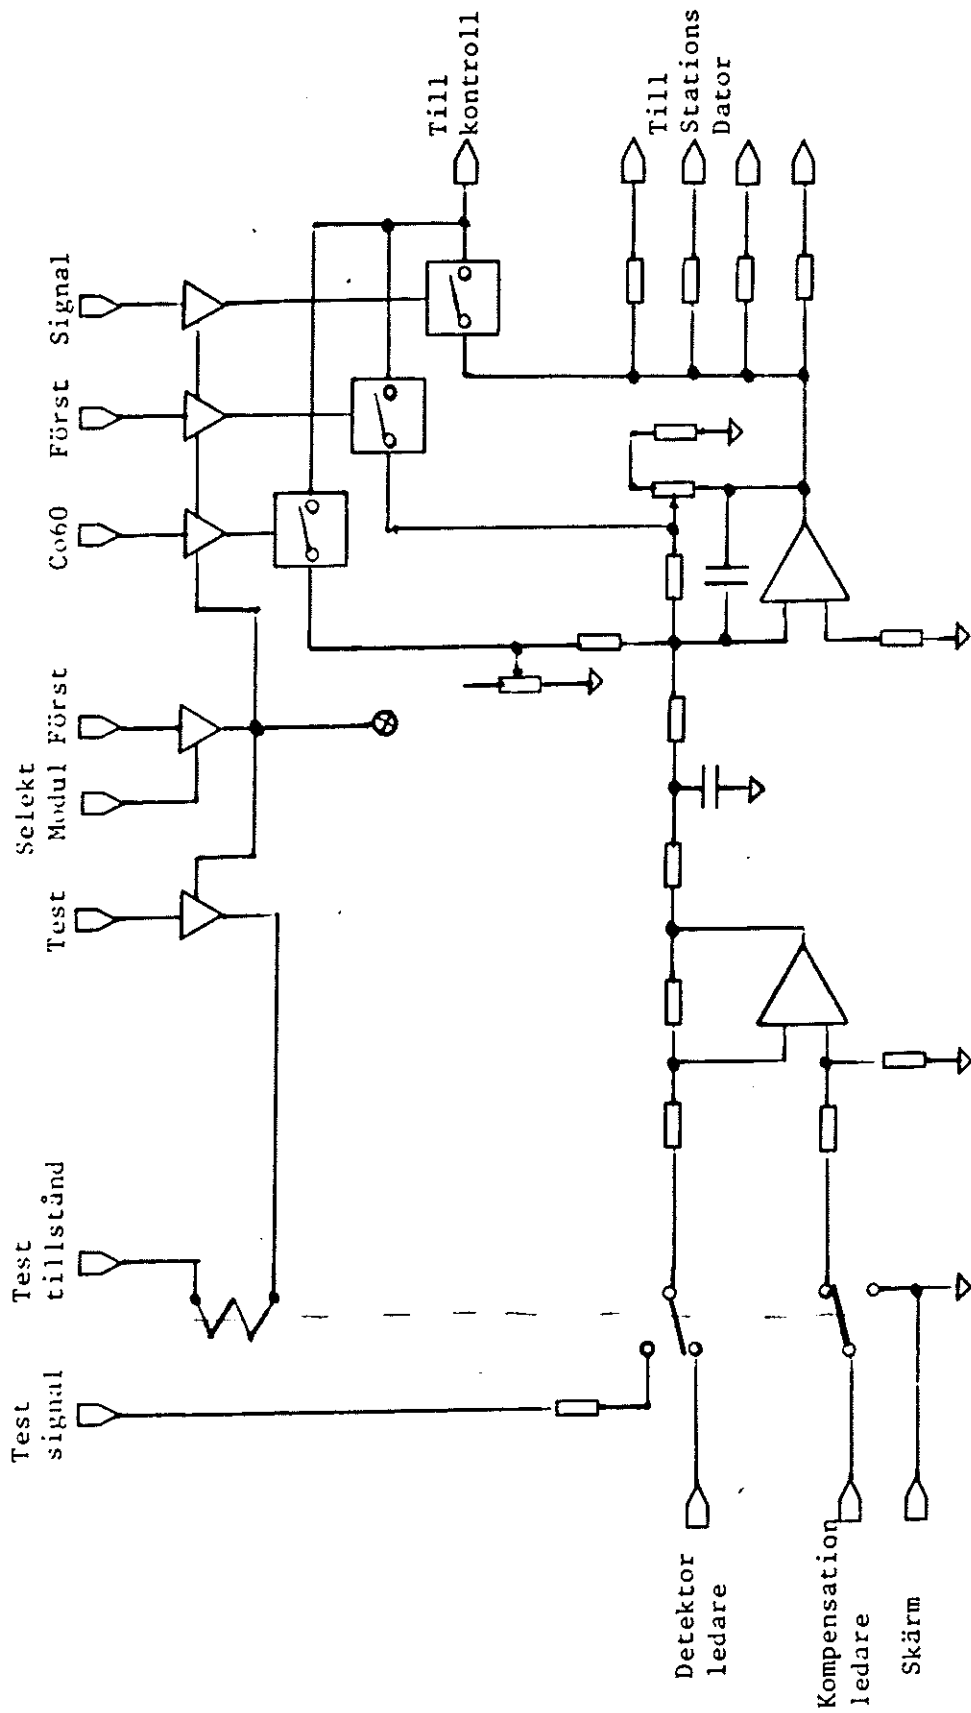 Test
signal
Test
tillstånd
Test
Selekt
Modul
Först
Co60
Först
Signal
Till
kontroll
Till
Stations
Dator
Detektor
ledare
Kompensation
ledare
Skärm